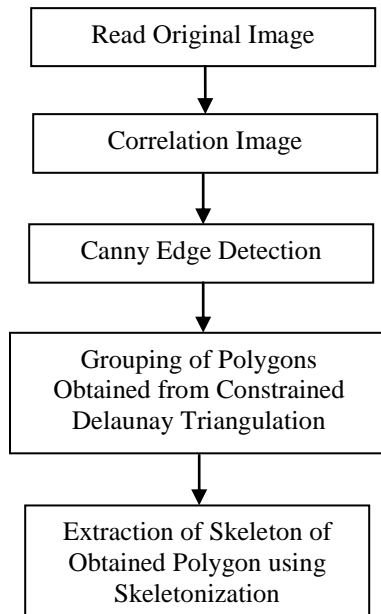 Read Original Image
Correlation Image
Canny Edge Detection
Grouping of Polygons
Obtained from Constrained
Delaunay Triangulation
Extraction of Skeleton of
Obtained Polygon using
Skeletonization